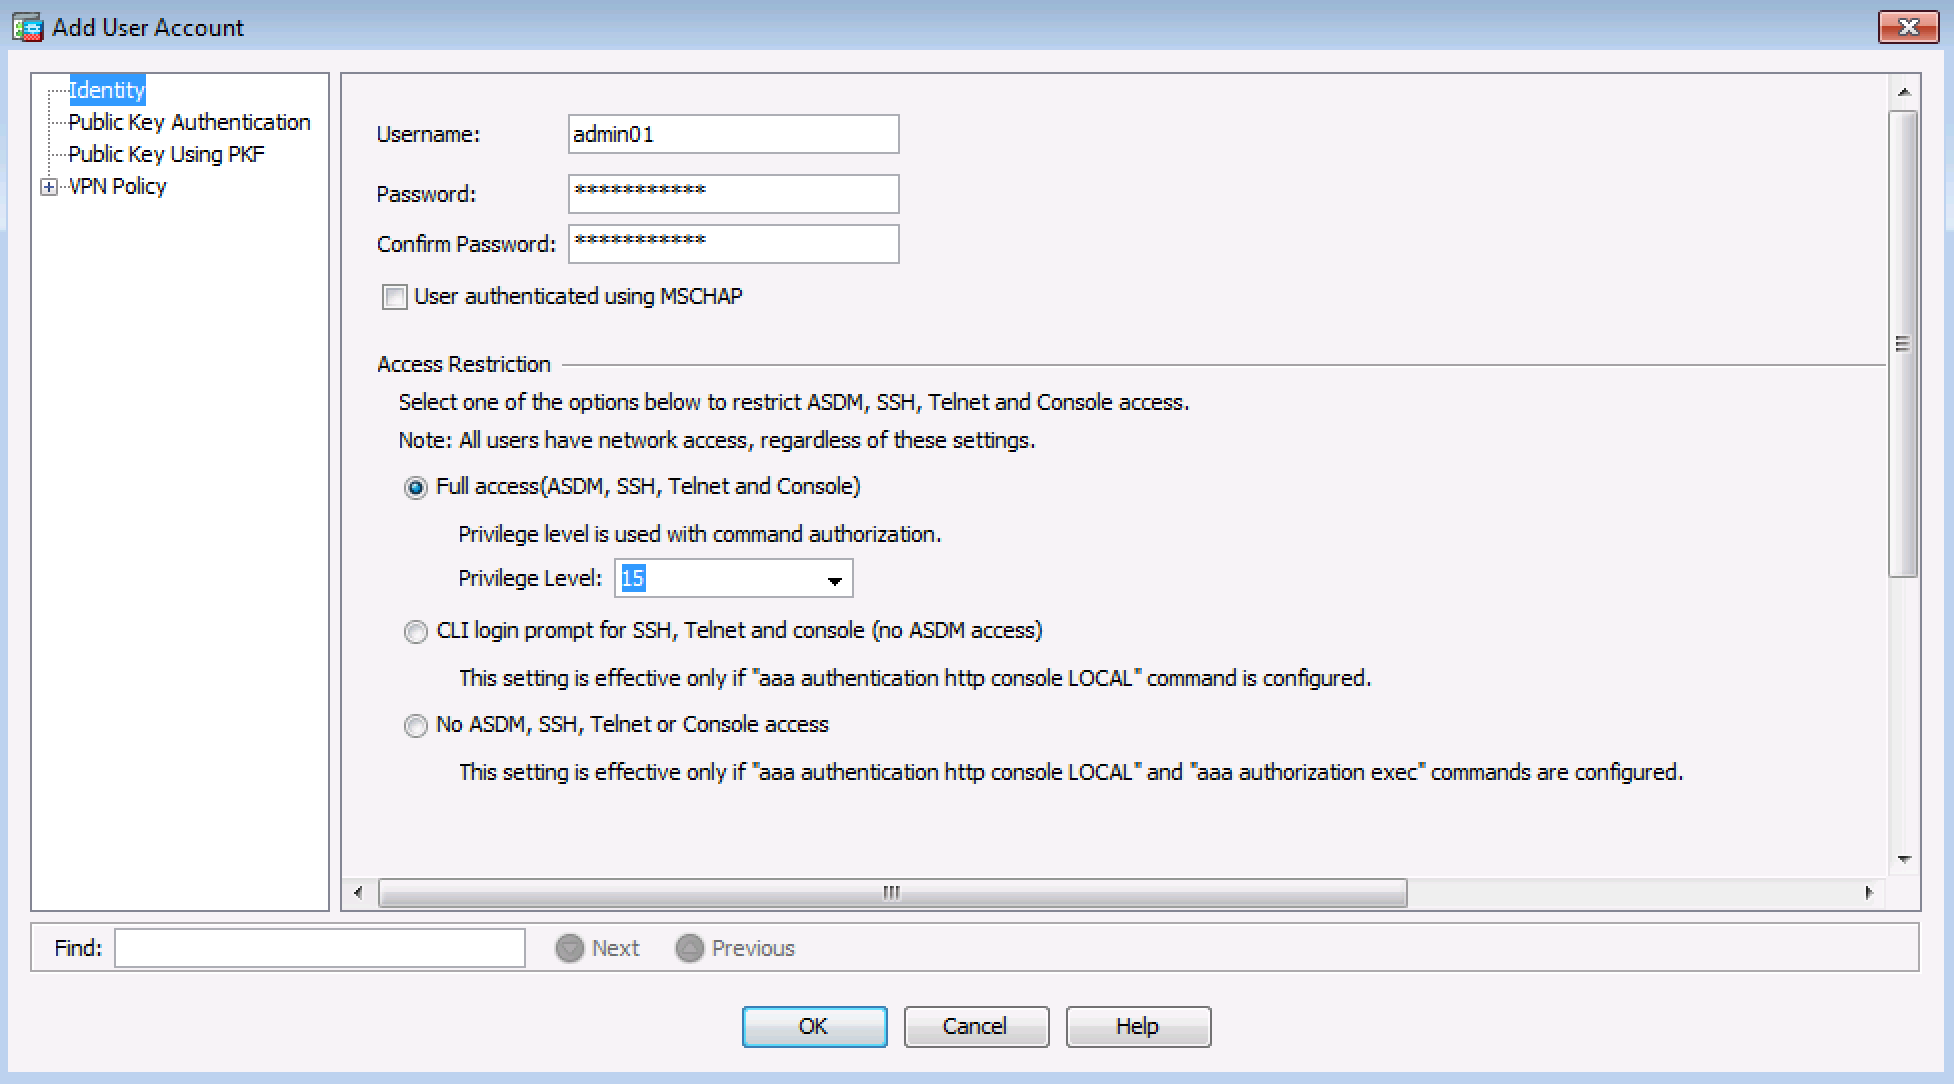 Add User Account
Identity
Public Key Authentication
Public Key Using PKF
VPN Policy
Username: admin01
Password: ***********
Confirm Password: ***********
User authenticated using MSCHAP
Access Restriction
Select one of the options below to restrict ASDM, SSH, Telnet and Console access.
Note: All users have network access, regardless of these settings.
Full access(ASDM, SSH, Telnet and Console)
Privilege level is used with command authorization.
Privilege Level: 15
CLI login prompt for SSH, Telnet and console (no ASDM access)
This setting is effective only if "aaa authentication http console LOCAL" command is configured.
No ASDM, SSH, Telnet or Console access
This setting is effective only if "aaa authentication http console LOCAL" and "aaa authorization exec" commands are configured.
Find: Next Previous
OK Cancel Help